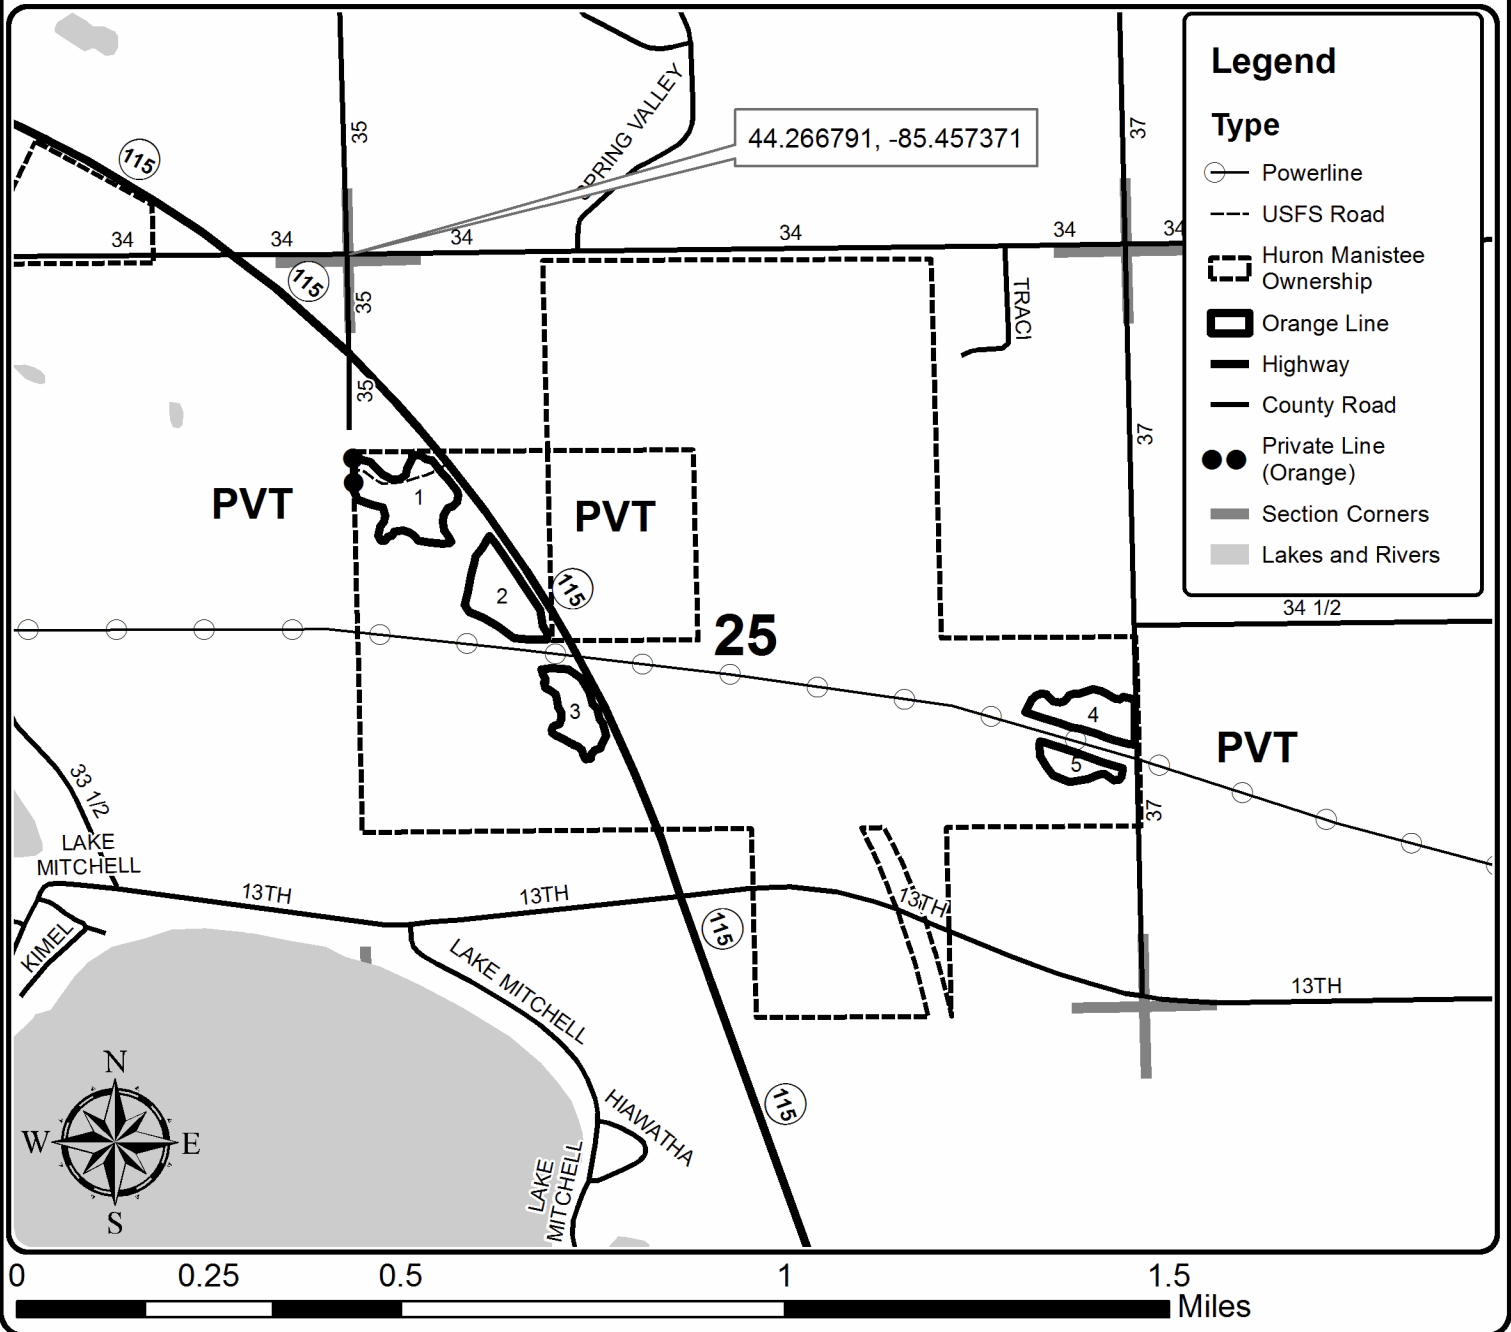 Legend
Type
Powerline
USFS Road
Huron Manistee
Ownership
Orange Line
Highway
County Road
Private Line
(Orange)
Section Corners
Lakes and Rivers
35
37
115
SPRING VALLEY
44.266791, -85.457371
34
34
34
34
34
34
115
35
TRACI
35
37
PVT
1
PVT
2
115
34 1/2
25
3
4
PVT
5
33 1/2
37
LAKE
MITCHELL
13TH
13TH
13TH
115
KIMEL
LAKE MITCHELL
13TH
N
W
E
S
HIAWATHA
115
LAKE
MITCHELL
0
0.25
0.5
1
1.5
Miles